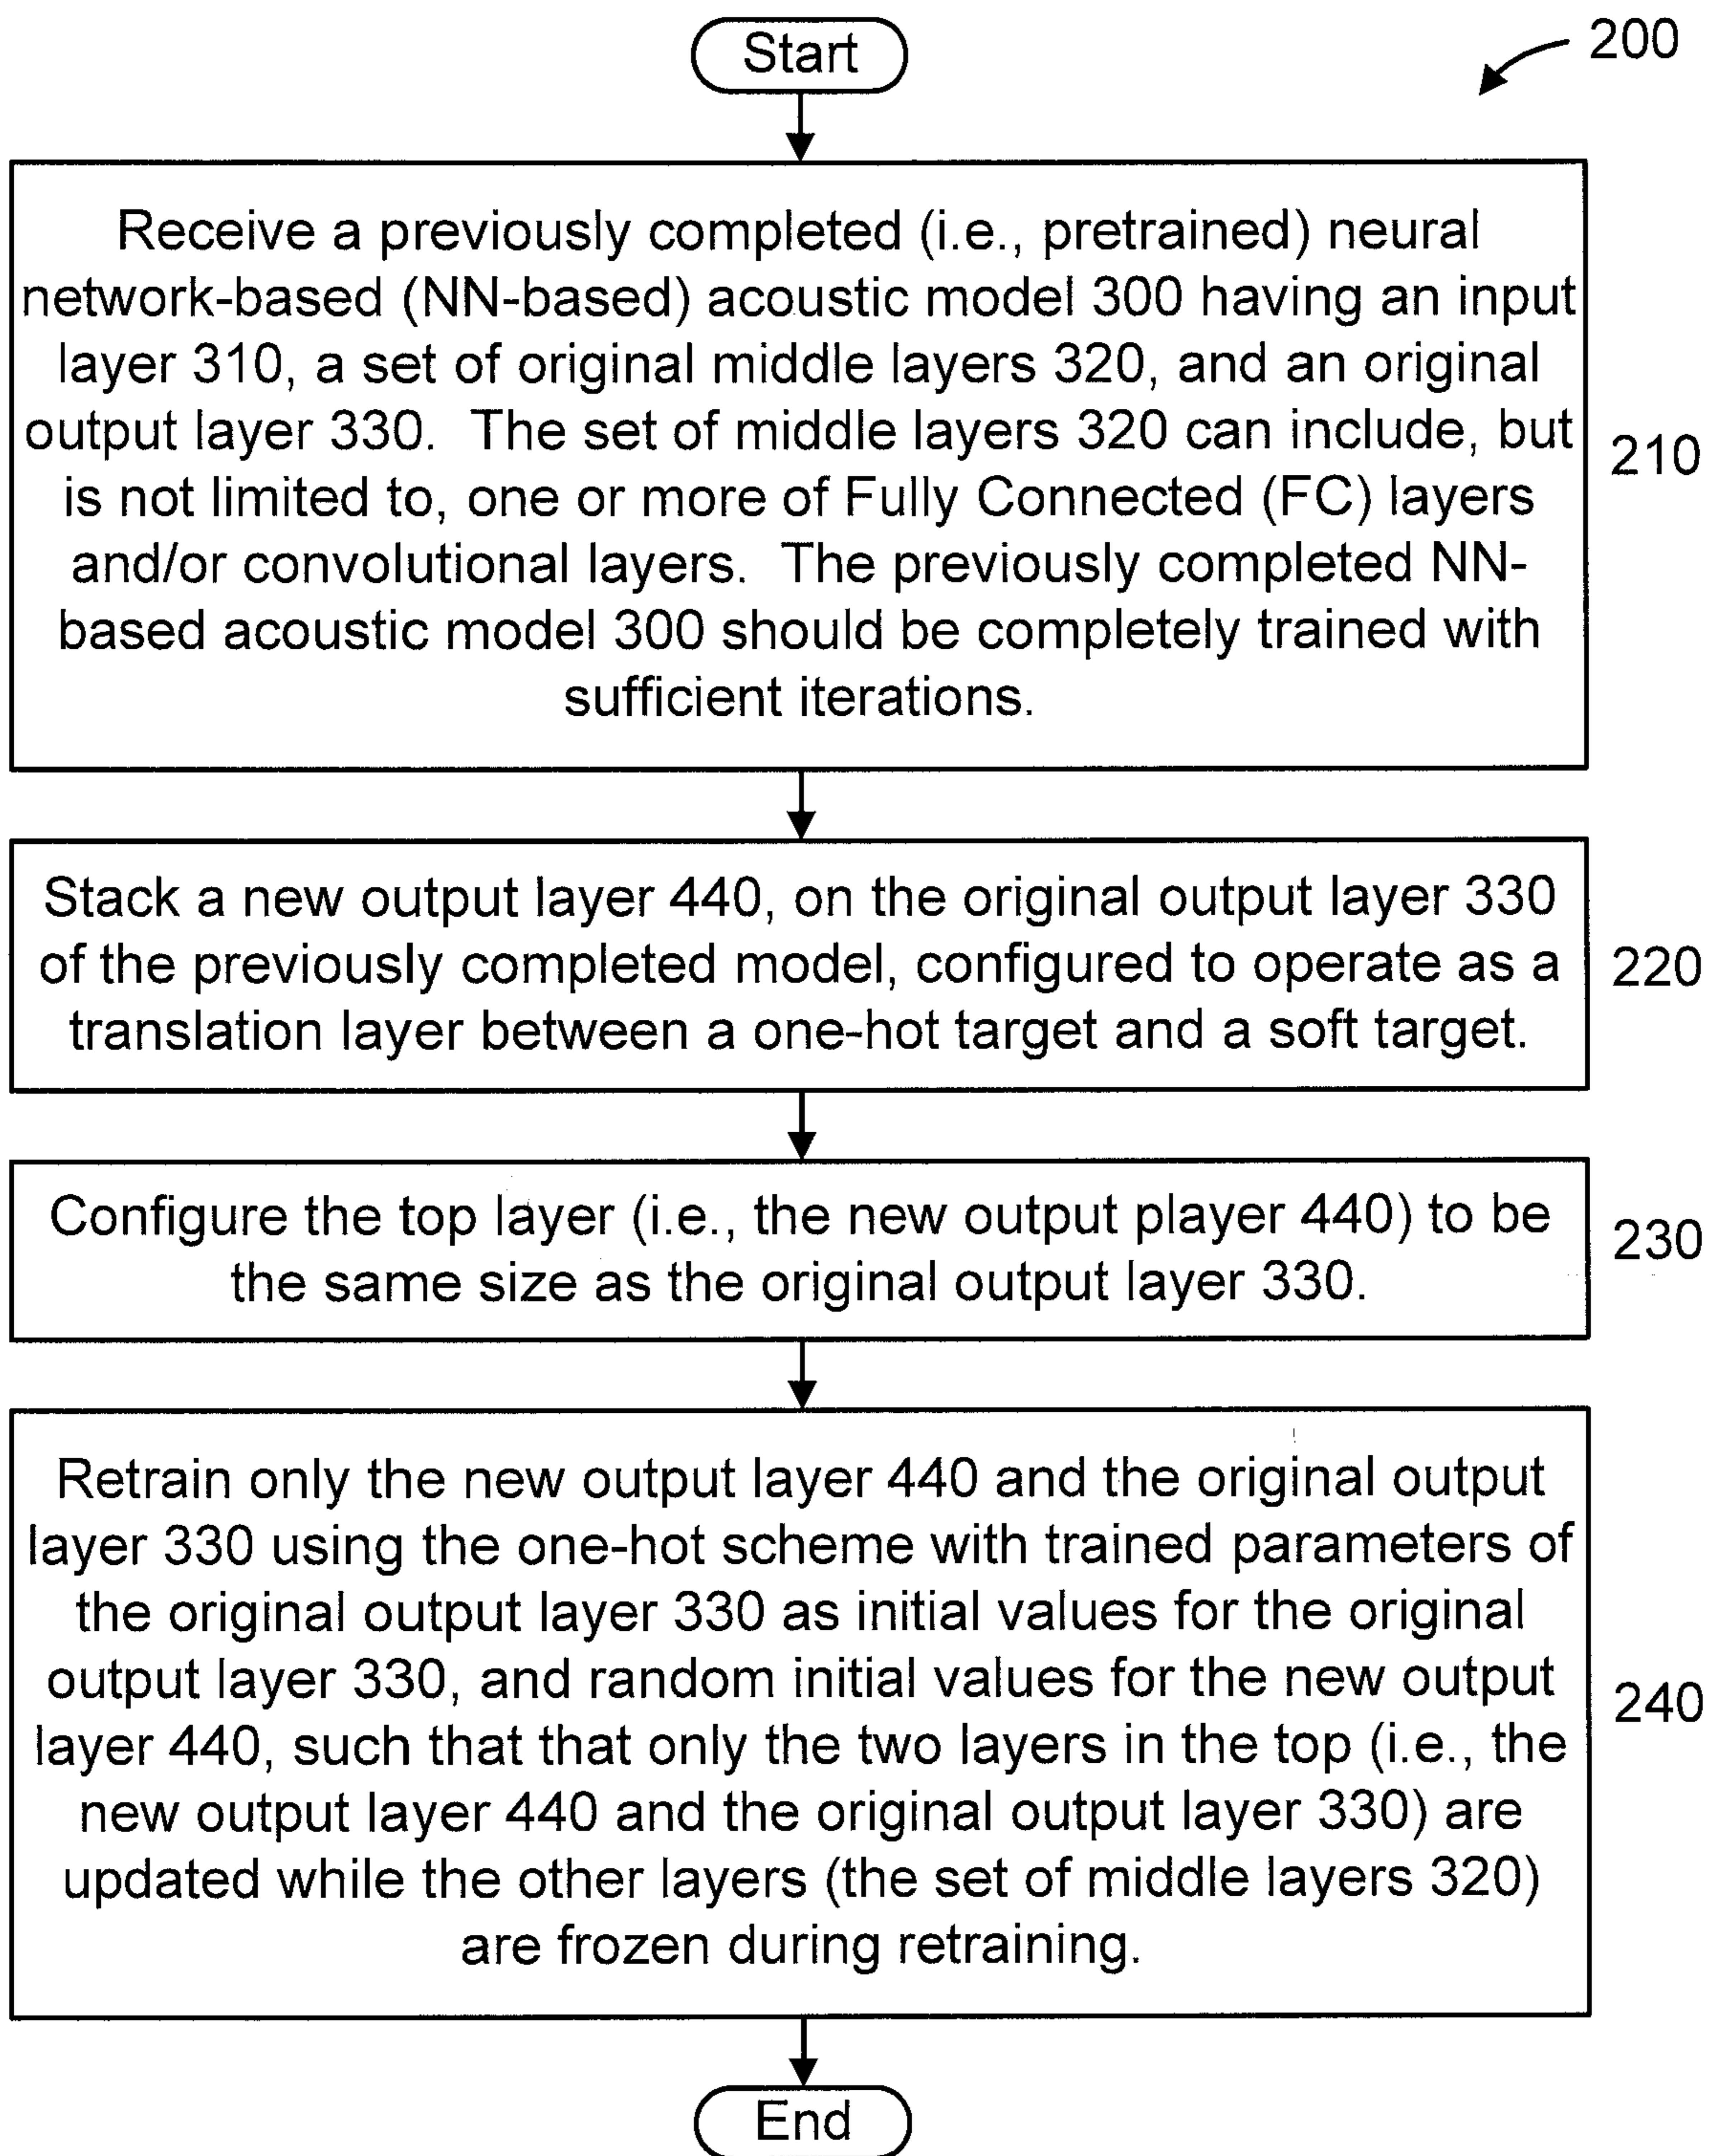 Start
200
Receive a previously completed (i.e., pretrained) neural
network-based (NN-based) acoustic model 300 having an input
layer 310, a set of original middle layers 320, and an original
output layer 330. The set of middle layers 320 can include, but
is not limited to, one or more of Fully Connected (FC) layers
and/or convolutional layers. The previously completed NN-
based acoustic model 300 should be completely trained with
sufficient iterations.
210
Stack a new output layer 440, on the original output layer 330
of the previously completed model, configured to operate as a
translation layer between a one-hot target and a soft target.
220
Configure the top layer (i.e., the new output player 440) to be
the same size as the original output layer 330.
230
Retrain only the new output layer 440 and the original output
layer 330 using the one-hot scheme with trained parameters of
the original output layer 330 as initial values for the original
output layer 330, and random initial values for the new output
layer 440, such that that only the two layers in the top (i.e., the
new output layer 440 and the original output layer 330) are
updated while the other layers (the set of middle layers 320)
are frozen during retraining.
240
End